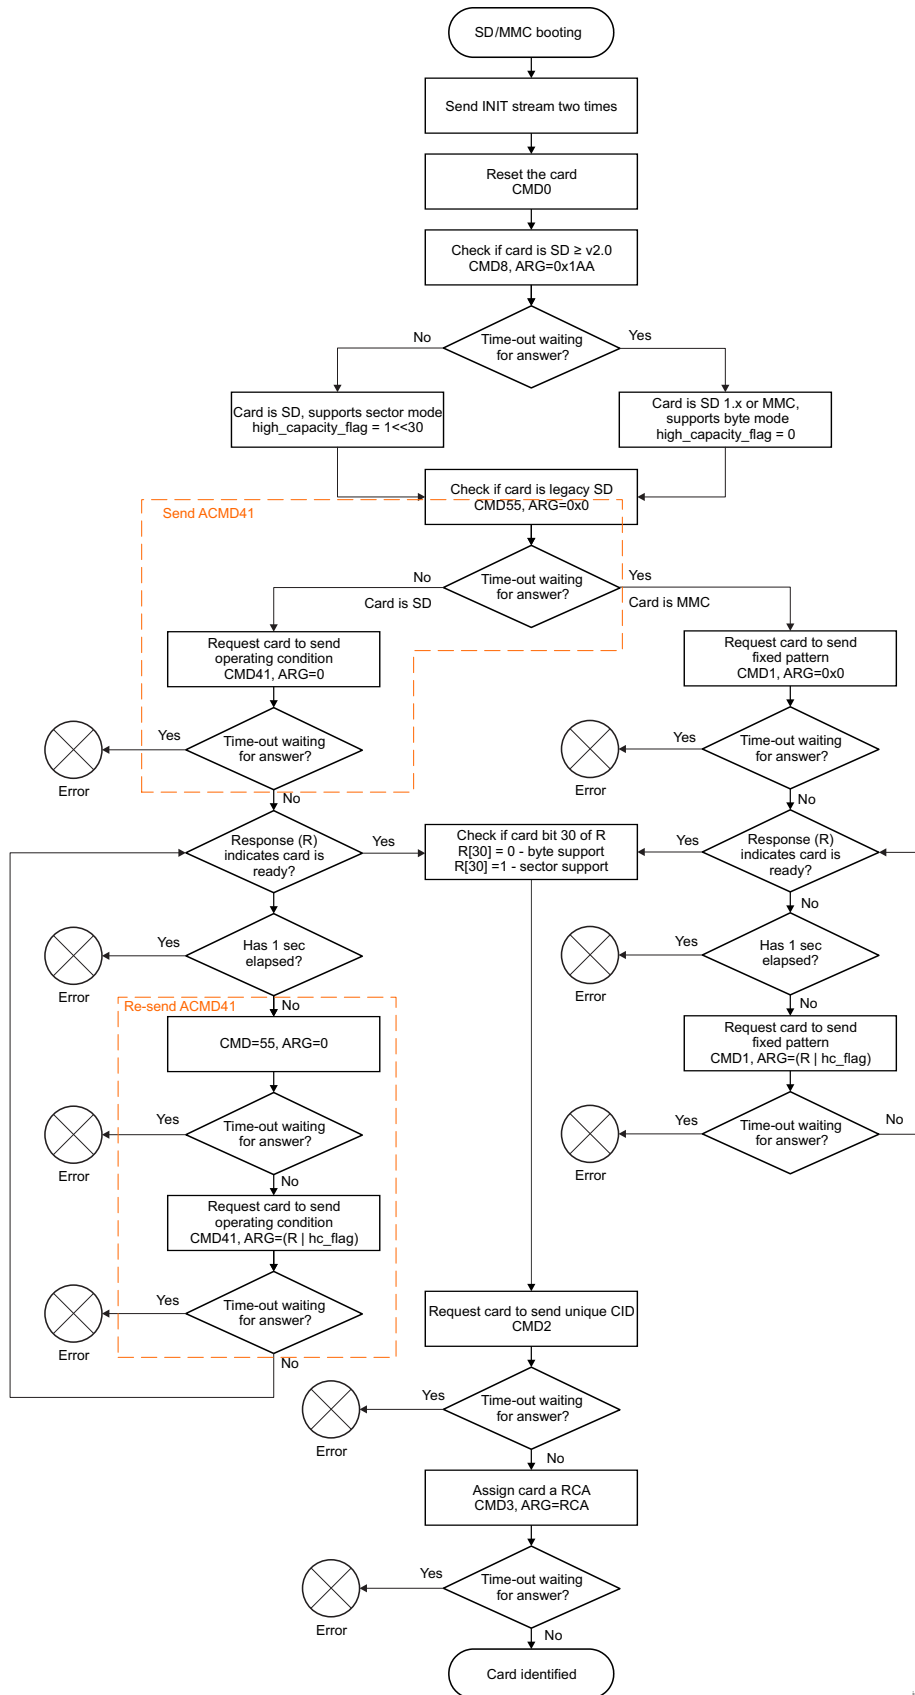 SD/MMC booting
Send INIT stream two times
Reset the card
CMD0
Check if card is SD ≥ v2.0
CMD8, ARG=0x1AA
No
Time-out waiting
for answer?
Yes
Card is SD, supports sector mode
high_capacity_flag = 1<<30
Card is SD 1.x or MMC,
supports byte mode
high_capacity_flag = 0
Check if card is legacy SD
CMD55, ARG=0x0
Send ACMD41
No
Card is SD
Time-out waiting
for answer?
Yes
Card is MMC
Request card to send
operating condition
CMD41, ARG=0
Request card to send
fixed pattern
CMD1, ARG=0x0
Yes
Time-out waiting
for answer?
Error
No
Yes
Time-out waiting
for answer?
Error
No
Response (R)
indicates card is
ready?
Yes
Check if card bit 30 of R
R[30] = 0 - byte support
R[30] =1 - sector support
Yes
Response (R)
indicates card is
ready?
No
Yes
Has 1 sec
elapsed?
Error
No
Yes
Has 1 sec
elapsed?
Error
No
Re-send ACMD41
CMD=55, ARG=0
Request card to send
fixed pattern
CMD1, ARG=(R | hc_flag)
Yes
Time-out waiting
for answer?
Error
No
Yes
Time-out waiting
for answer?
No
Error
Request card to send
operating condition
CMD41, ARG=(R | hc_flag)
Yes
Time-out waiting
for answer?
Error
No
Request card to send unique CID
CMD2
Yes
Time-out waiting
for answer?
Error
No
Assign card a RCA
CMD3, ARG=RCA
Yes
Time-out waiting
for answer?
Error
No
Card identified